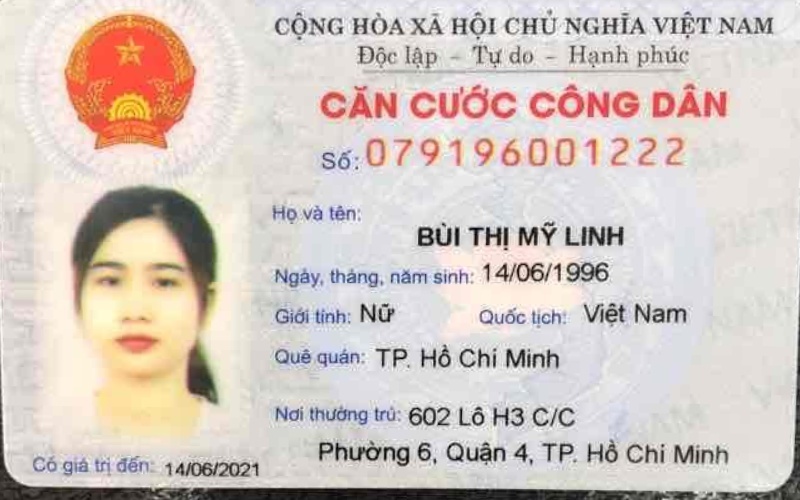 CỘNG HÒA XÃ HỘI CHỦ NGHĨA VIỆT NAM
Độc lập - Tự do - Hạnh phúc
CĂN CƯỚC CÔNG DÂN
Số: 079196001222
Họ và tên:
BÙI THỊ MỸ LINH
Ngày, tháng, năm sinh: 14/06/1996
Giới tính: Nữ Quốc tịch: Việt Nam
Quê quán: TP. Hồ Chí Minh
Nơi thường trú: 602 Lô H3 C/C
Phường 6, Quận 4, TP. Hồ Chí Minh
Có giá trị đến: 14/06/2021